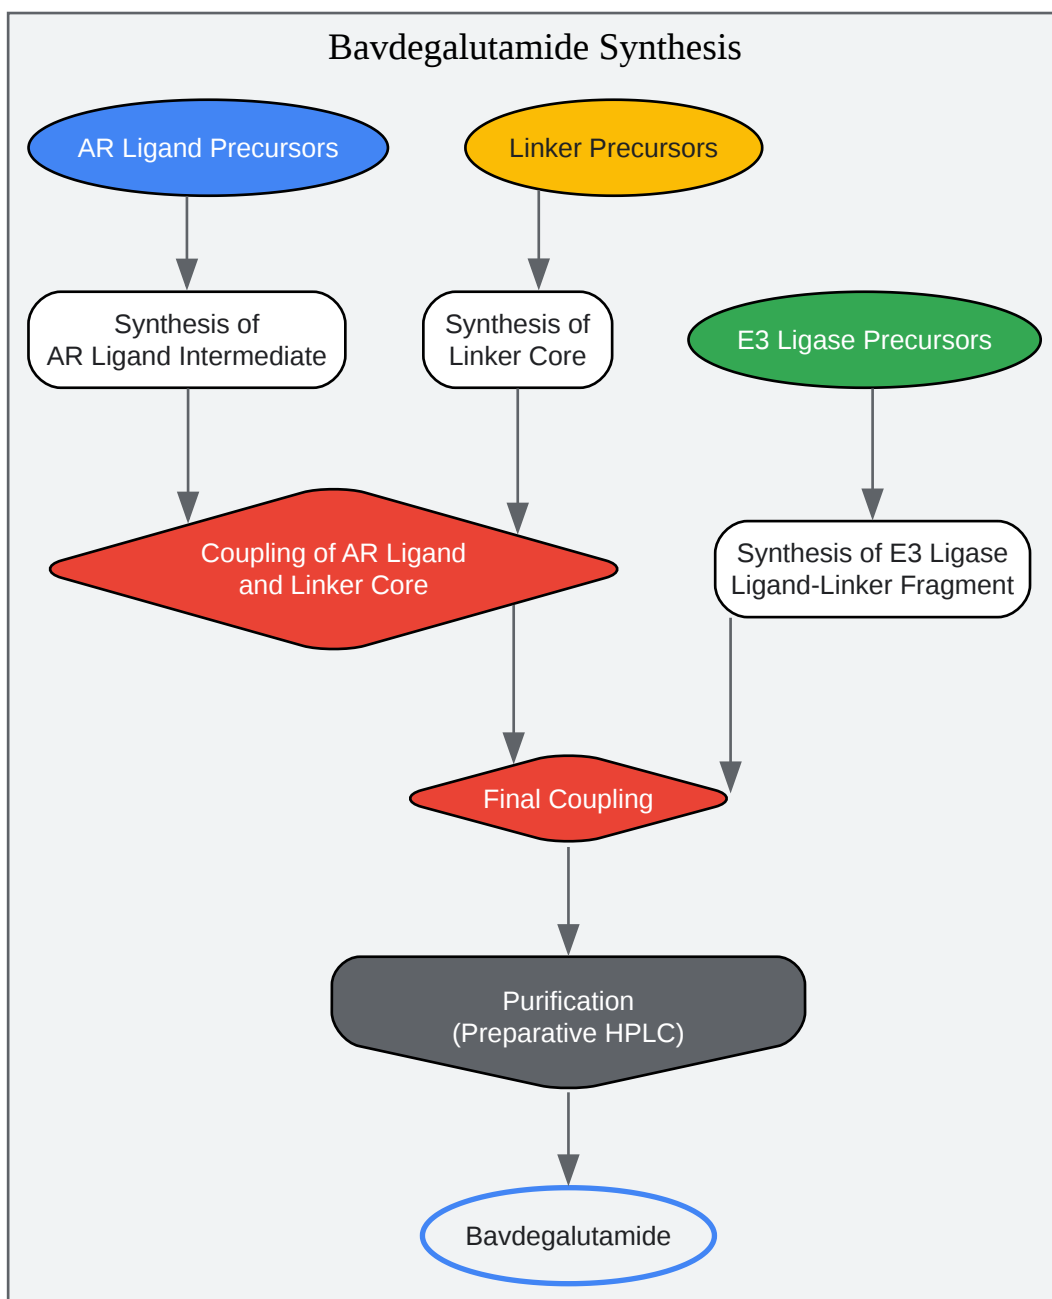 Bavdegalutamide Synthesis
AR Ligand Precursors
Linker Precursors
Synthesis of
AR Ligand Intermediate
Synthesis of
Linker Core
E3 Ligase Precursors
Coupling of AR Ligand
and Linker Core
Synthesis of E3 Ligase
Ligand-Linker Fragment
Final Coupling
Purification
(Preparative HPLC)
Bavdegalutamide